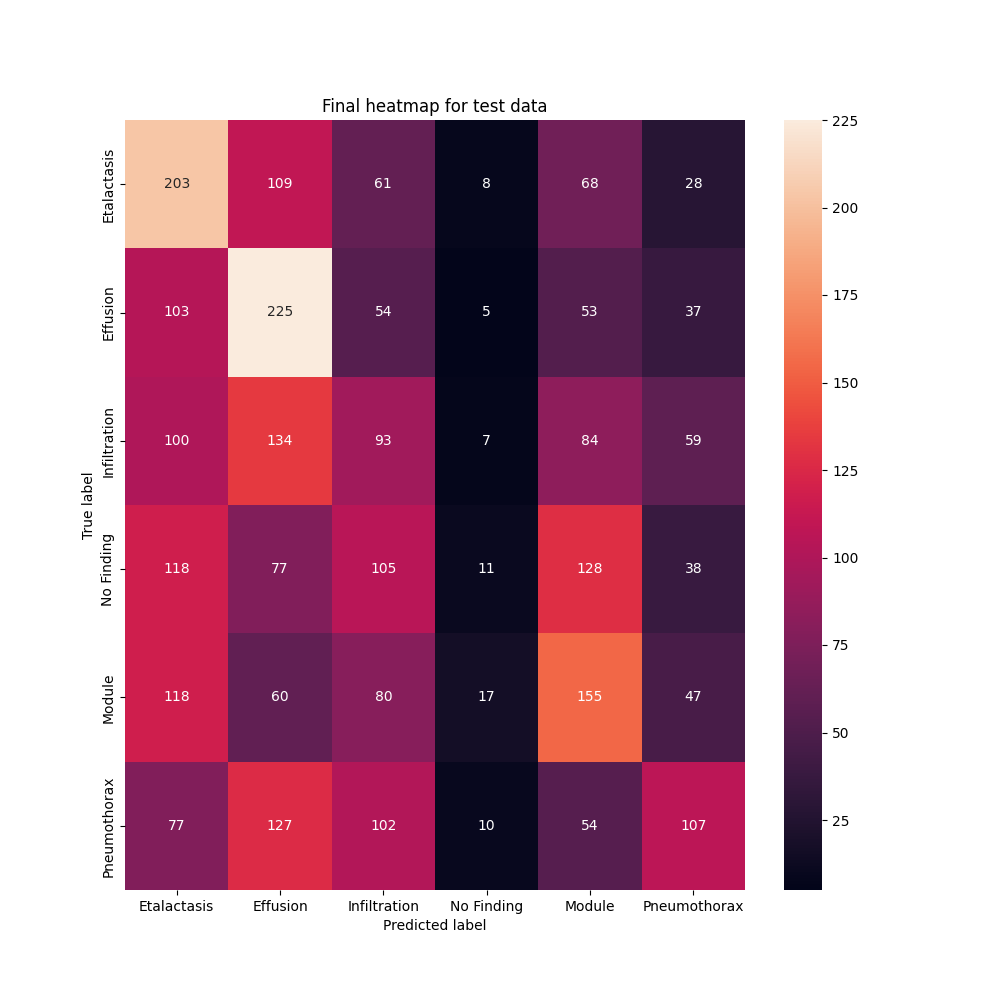 Final heatmap for test data
True label
Etalactasis 203 109 61 8 68 28
Effusion 103 225 54 5 53 37
Infiltration 100 134 93 7 84 59
No Finding 118 77 105 11 128 38
Module 118 60 80 17 155 47
Pneumothorax 77 127 102 10 54 107
Etalactasis Effusion Infiltration No Finding Module Pneumothorax
Predicted label
225
200
175
150
125
100
75
50
25